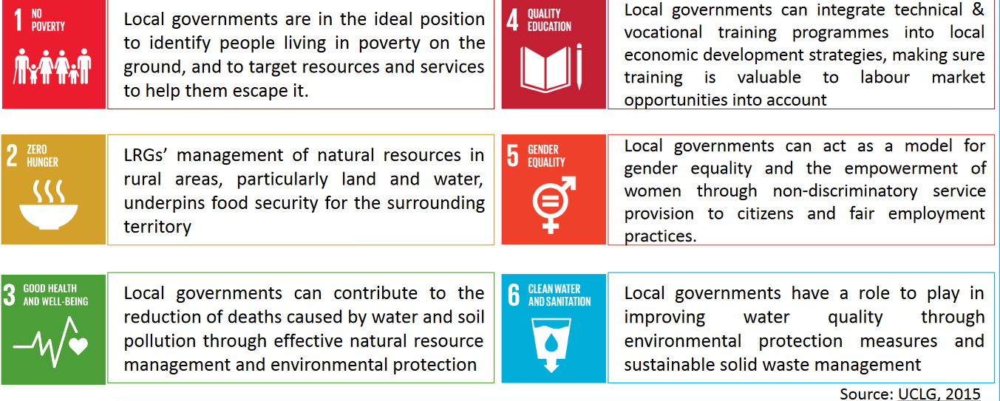 1 NO
POVERTY
Local governments are in the ideal position
to identify people living in poverty on the
ground, and to target resources and services
to help them escape it.
2 ZERO
HUNGER
LRGs’ management of natural resources in
rural areas, particularly land and water,
underpins food security for the surrounding
territory
3 GOOD HEALTH
AND WELL-BEING
Local governments can contribute to the
reduction of deaths caused by water and soil
pollution through effective natural resource
management and environmental protection
4 QUALITY
EDUCATION
Local governments can integrate technical &
vocational training programmes into local
economic development strategies, making sure
training is valuable to labour market
opportunities into account
5 GENDER
EQUALITY
Local governments can act as a model for
gender equality and the empowerment of
women through non-discriminatory service
provision to citizens and fair employment
practices.
6 CLEAN WATER
AND SANITATION
Local governments have a role to play in
improving water quality through
environmental protection measures and
sustainable solid waste management
Source: UCLG, 2015